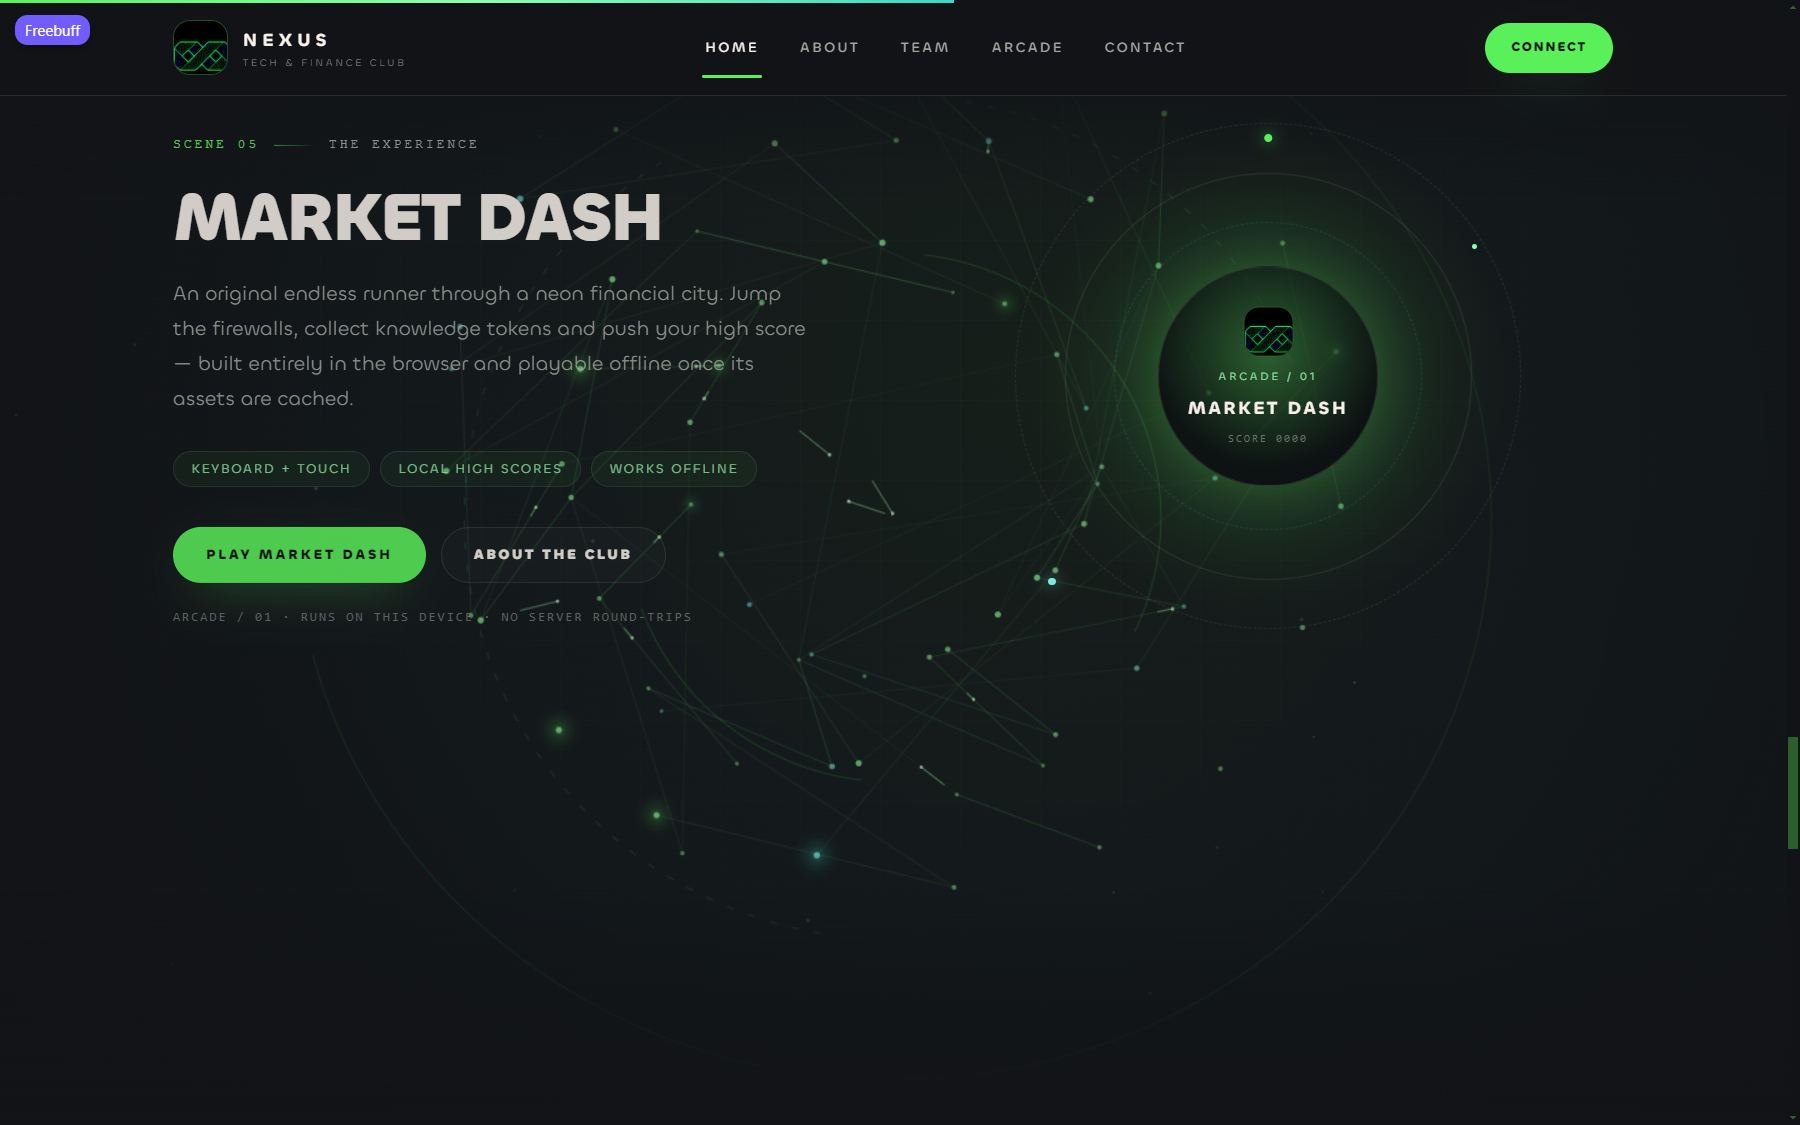 Freebuff
NEXUS
TECH & FINANCE CLUB
HOME
ABOUT
TEAM
ARCADE
CONTACT
CONNECT
SCENE 05
THE EXPERIENCE
MARKET DASH
An original endless runner through a neon financial city. Jump
the firewalls, collect knowledge tokens and push your high score
— built entirely in the browser and playable offline once its
assets are cached.
KEYBOARD + TOUCH
LOCAL HIGH SCORES
WORKS OFFLINE
PLAY MARKET DASH
ABOUT THE CLUB
ARCADE / 01 · RUNS ON THIS DEVICE · NO SERVER ROUND-TRIPS
ARCADE / 01
MARKET DASH
SCORE 0000